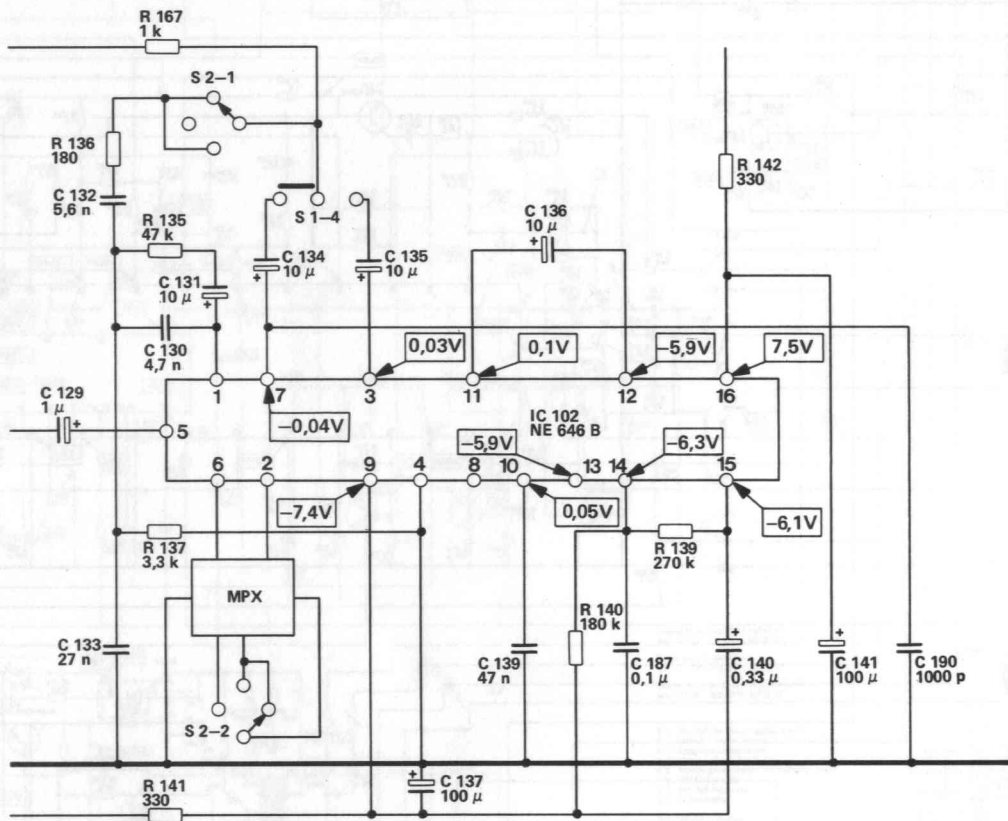 R 167
1 k
S 2–1
R 136
180
C 132
5,6 n
R 135
47 k
C 131
10 µ
+
C 130
4,7 n
S 1–4
C 134
10 µ
+
C 135
10 µ
+
C 136
10 µ
+
R 142
330
0,03V
0,1V
–5,9V
7,5V
1
7
3
11
12
16
C 129
1 µ
+
5
–0,04V
IC 102
NE 646 B
–5,9V
–6,3V
6
2
9
4
8
10
13
14
15
–7,4V
0,05V
–6,1V
R 137
3,3 k
R 139
270 k
MPX
R 140
180 k
C 133
27 n
C 139
47 n
C 187
0,1 µ
+
C 140
0,33 µ
+
C 141
100 µ
C 190
1000 p
S 2–2
R 141
330
+
C 137
100 µ